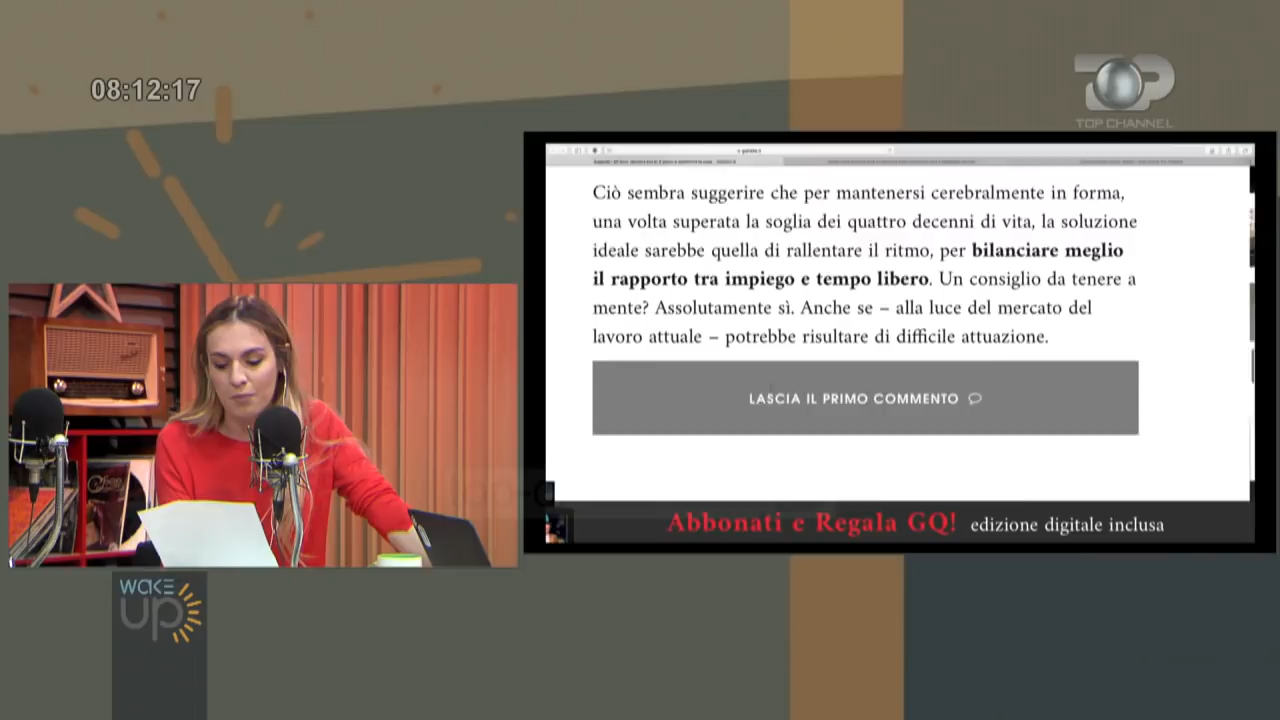 08:12:17
TOP CHANNEL
Ciò sembra suggerire che per mantenersi cerebralmente in forma,
una volta superata la soglia dei quattro decenni di vita, la soluzione
ideale sarebbe quella di rallentare il ritmo, per bilanciare meglio
il rapporto tra impiego e tempo libero. Un consiglio da tenere a
mente? Assolutamente sì. Anche se – alla luce del mercato del
lavoro attuale – potrebbe risultare di difficile attuazione.
LASCIA IL PRIMO COMMENTO
Abbonati e Regala GQ! edizione digitale inclusa
WAKE
up